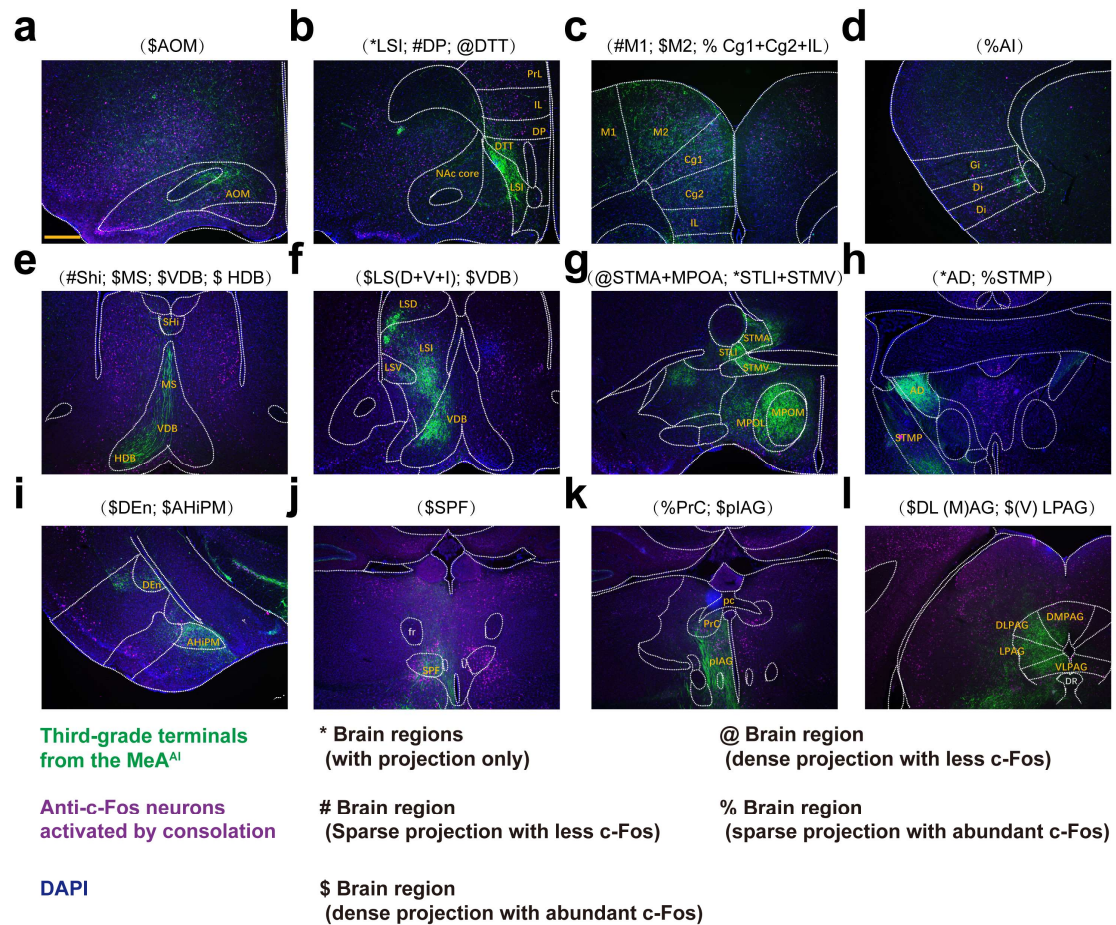 a
($AOM)
AOM
b
(*LSI; #DP; @DTT)
PrL
IL
DP
DTT
NAc core
LSI
c
(#M1; $M2; % Cg1+Cg2+IL)
M1
M2
Cg1
Cg2
IL
d
(%AI)
Gi
Di
Di
e
(#Shi; $MS; $VDB; $ HDB)
SHi
MS
VDB
HDB
f
($LS(D+V+I); $VDB)
LSD
LSI
LSV
VDB
g
(@STMA+MPOA; *STLI+STMV)
STMA
STLI
STMV
MPOM
MPOL
h
(*AD; %STMP)
AD
STMP
i
($DEn; $AHiPM)
DEn
AHiPM
j
($SPF)
fr
SPF
k
(%PrC; $pIAG)
pc
PrC
pIAG
l
($DL (M)AG; $(V) LPAG)
DMPAG
DLPAG
LPAG
VLPAG
DR
Third-grade terminals
from the MeAᴬᴵ
* Brain regions
(with projection only)
@ Brain region
(dense projection with less c-Fos)
Anti-c-Fos neurons
activated by consolation
# Brain region
(Sparse projection with less c-Fos)
% Brain region
(sparse projection with abundant c-Fos)
DAPI
$ Brain region
(dense projection with abundant c-Fos)